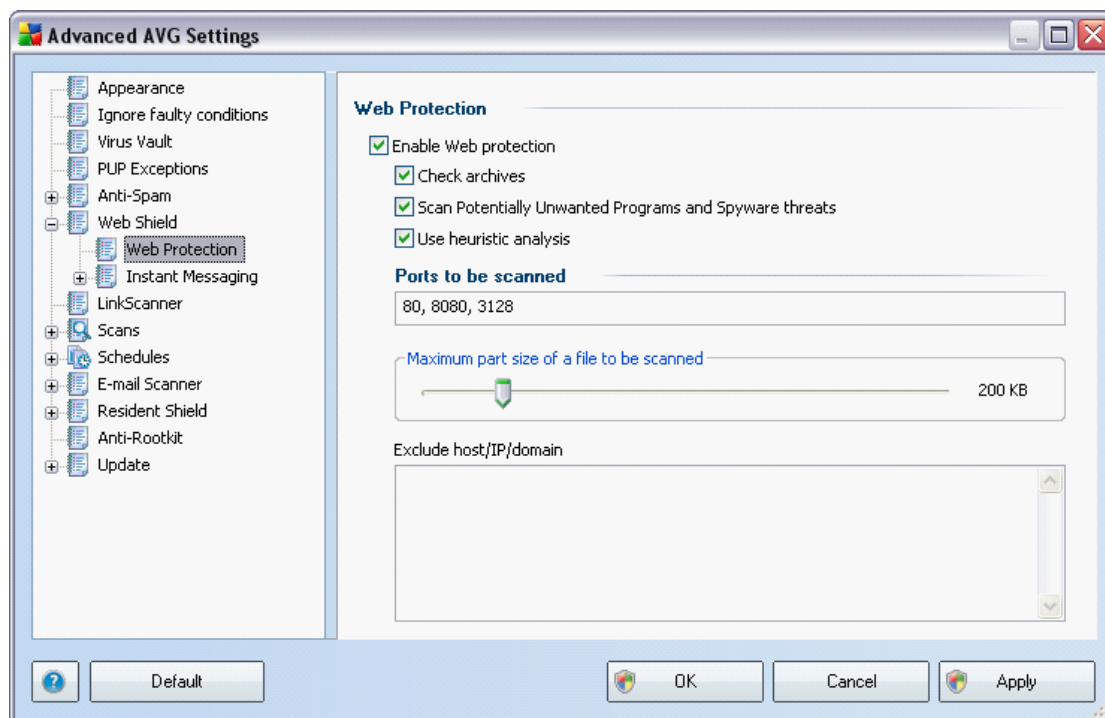 Advanced AVG Settings
Appearance
Ignore faulty conditions
Virus Vault
PUP Exceptions
Anti-Spam
Web Shield
Web Protection
Instant Messaging
LinkScanner
Scans
Schedules
E-mail Scanner
Resident Shield
Anti-Rootkit
Update
Web Protection
Enable Web protection
Check archives
Scan Potentially Unwanted Programs and Spyware threats
Use heuristic analysis
Ports to be scanned
80, 8080, 3128
Maximum part size of a file to be scanned
200 KB
Exclude host/IP/domain
?
Default
OK
Cancel
Apply